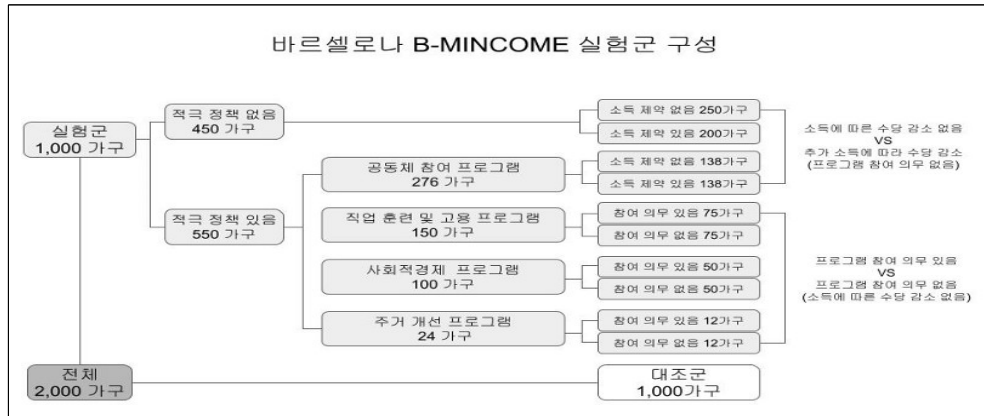 바르셀로나 B-MINCOME 실험군 구성
실험군
1,000 가구
적극 정책 없음
450 가구
소득 제약 없음 250가구
소득 제약 있음 200가구
소득에 따른 수당 감소 없음
VS
추가 소득에 따라 수당 감소
(프로그램 참여 의무 없음)
적극 정책 있음
550 가구
공동체 참여 프로그램
276 가구
소득 제약 없음 138가구
소득 제약 있음 138가구
직업 훈련 및 고용 프로그램
150 가구
참여 의무 있음 75가구
참여 의무 없음 75가구
사회적경제 프로그램
100 가구
참여 의무 있음 50가구
참여 의무 없음 50가구
주거 개선 프로그램
24 가구
참여 의무 있음 12가구
참여 의무 없음 12가구
프로그램 참여 의무 있음
VS
프로그램 참여 의무 없음
(소득에 따른 수당 감소 없음)
전체
2,000 가구
대조군
1,000가구